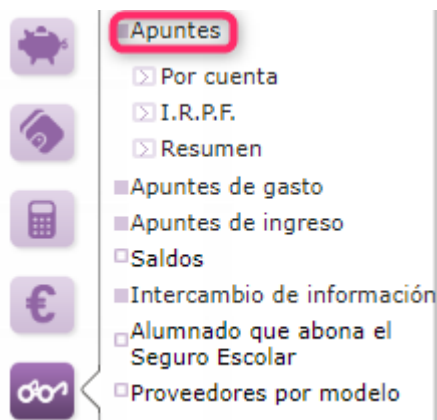 Apuntes
Por cuenta
I.R.P.F.
Resumen
Apuntes de gasto
Apuntes de ingreso
Saldos
Intercambio de información
Alumnado que abona el
Seguro Escolar
Proveedores por modelo